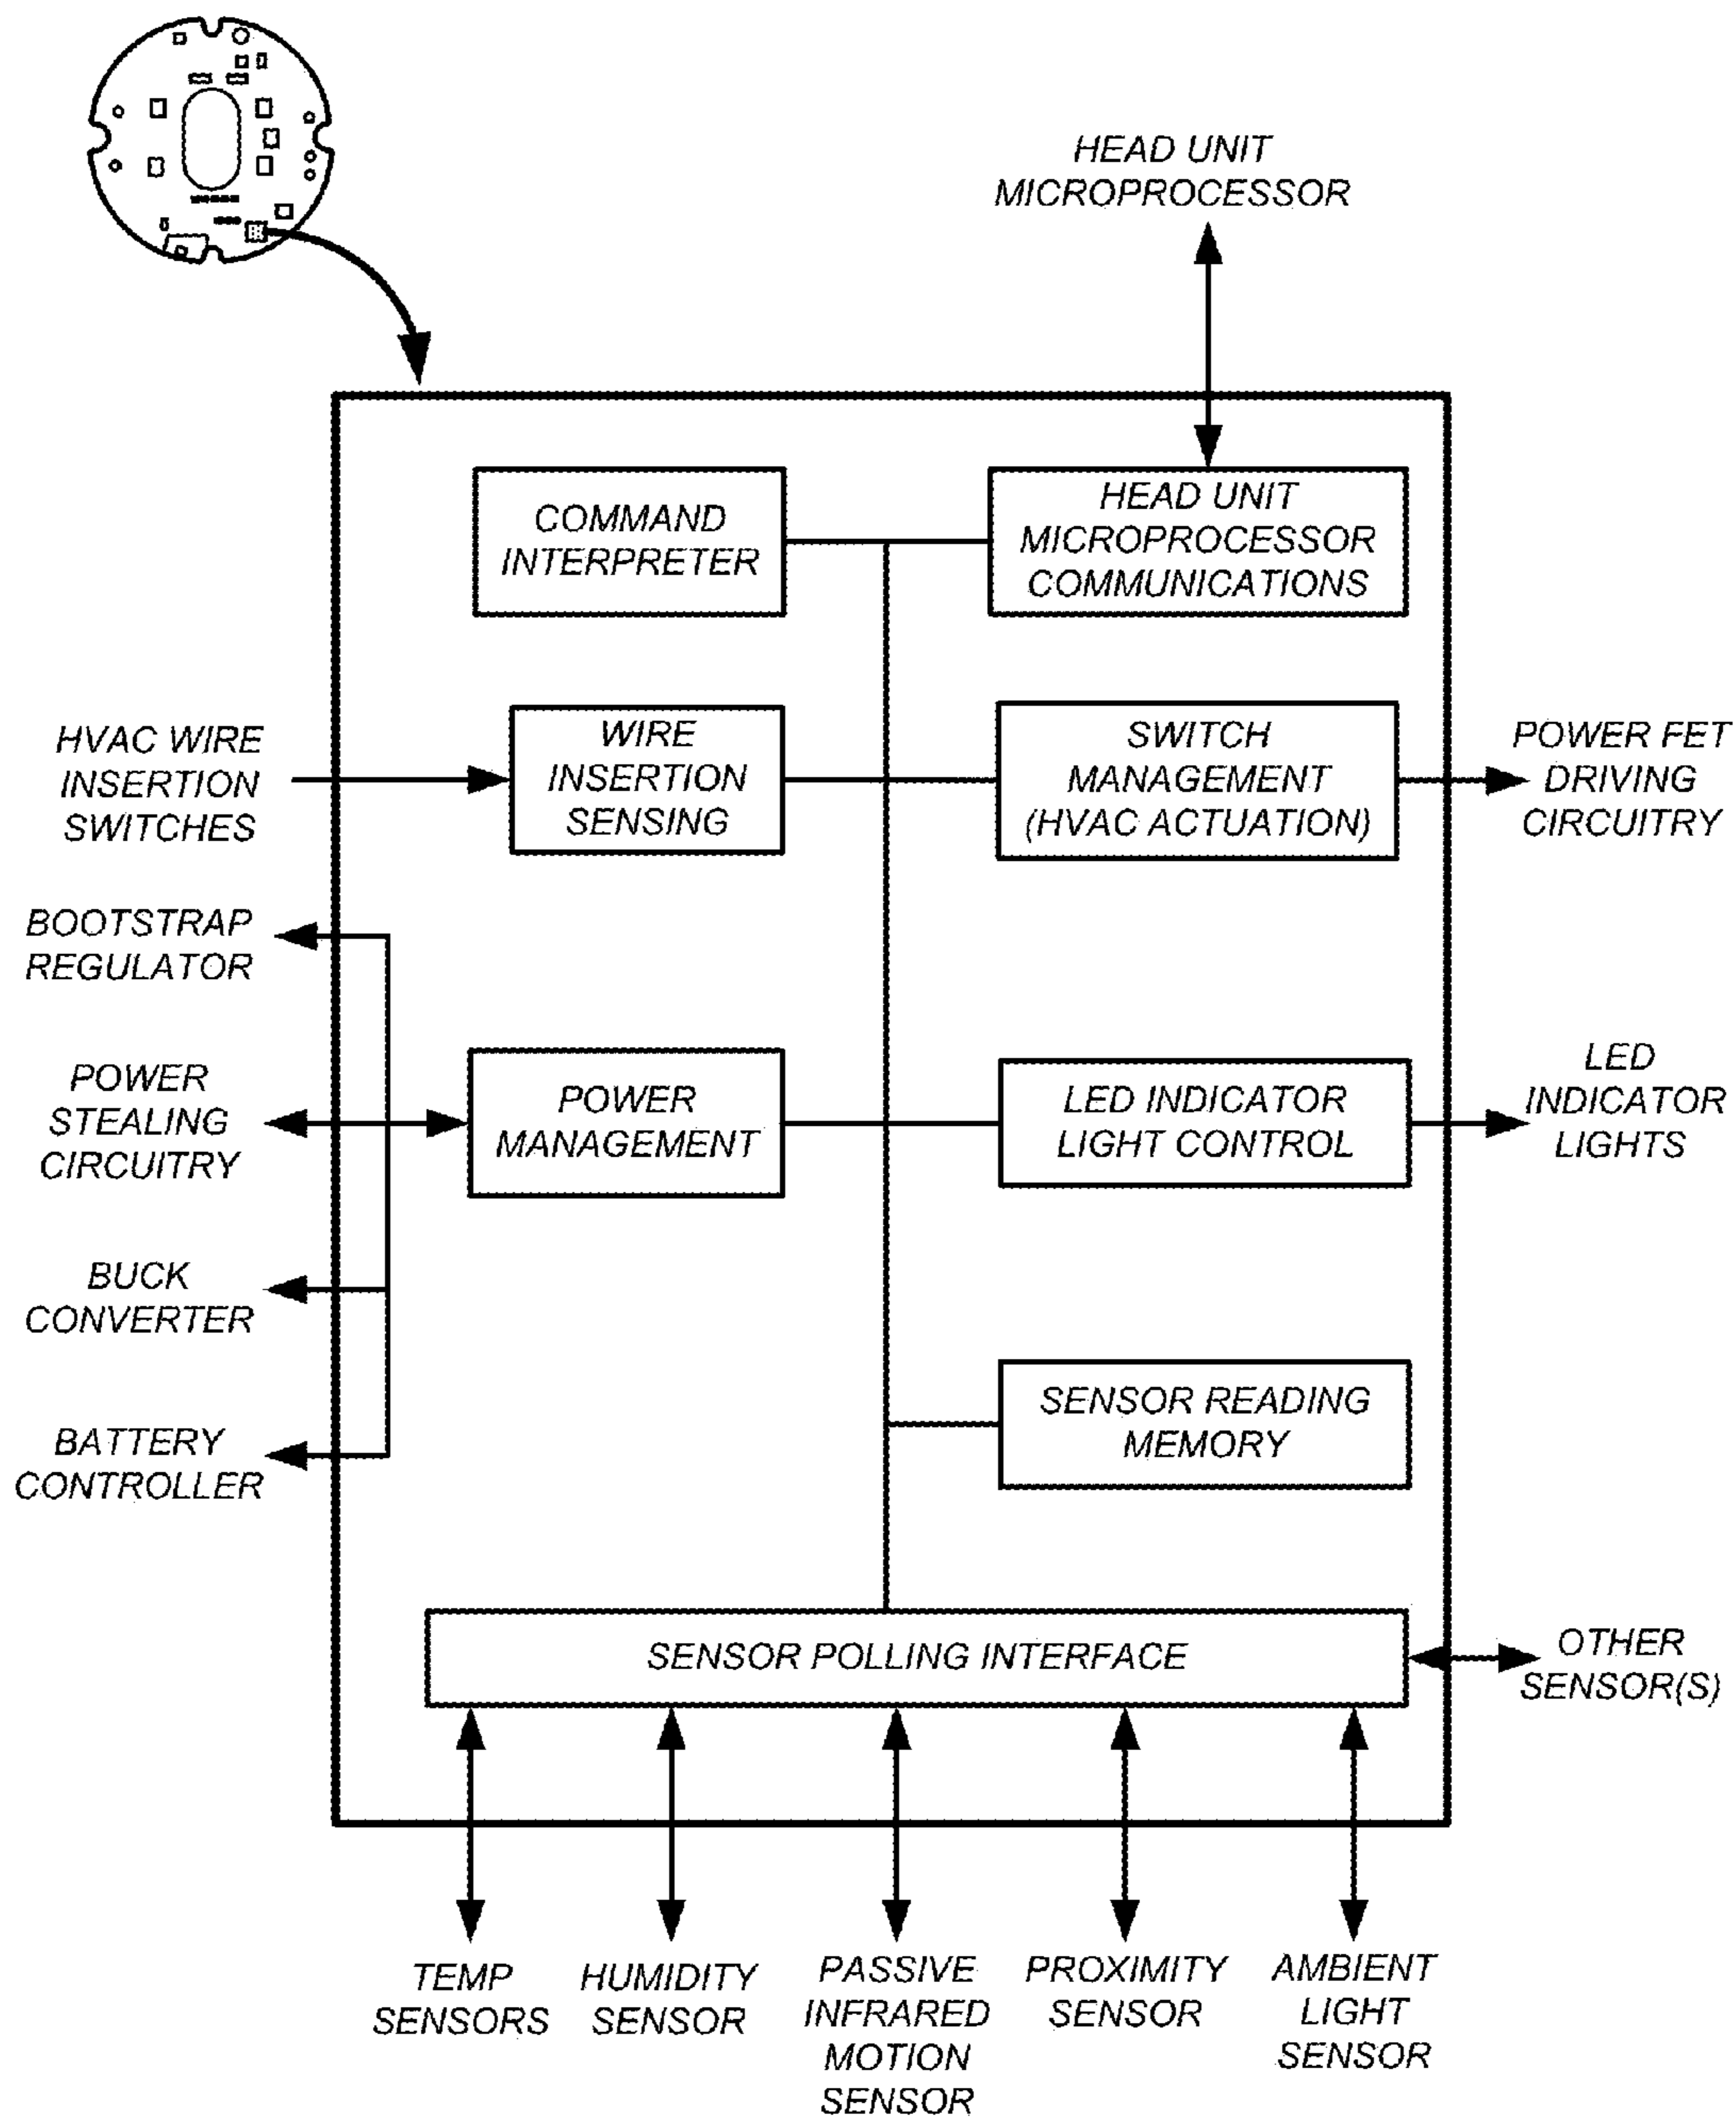 HEAD UNIT
MICROPROCESSOR
COMMAND
INTERPRETER
HEAD UNIT
MICROPROCESSOR
COMMUNICATIONS
HVAC WIRE
INSERTION
SWITCHES
WIRE
INSERTION
SENSING
SWITCH
MANAGEMENT
(HVAC ACTUATION)
POWER FET
DRIVING
CIRCUITRY
BOOTSTRAP
REGULATOR
POWER
STEALING
CIRCUITRY
POWER
MANAGEMENT
LED INDICATOR
LIGHT CONTROL
LED
INDICATOR
LIGHTS
BUCK
CONVERTER
SENSOR READING
MEMORY
BATTERY
CONTROLLER
SENSOR POLLING INTERFACE
OTHER
SENSOR(S)
TEMP
SENSORS
HUMIDITY
SENSOR
PASSIVE
INFRARED
MOTION
SENSOR
PROXIMITY
SENSOR
AMBIENT
LIGHT
SENSOR